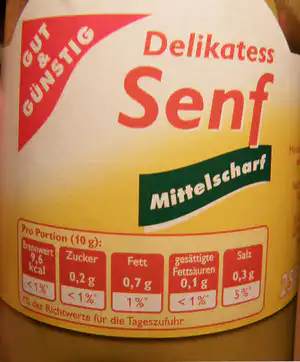 GUT
&
GÜNSTIG
Delikatess
Senf
Mittelscharf
Pro Portion (10 g):
Brennwert 9,6 kcal <1%*
Zucker 0,2 g <1%*
Fett 0,7 g 1%*
gesättigte Fettsäuren 0,1 g <1%*
Salz 0,3 g 5%*
der Richtwerte für die Tageszufuhr